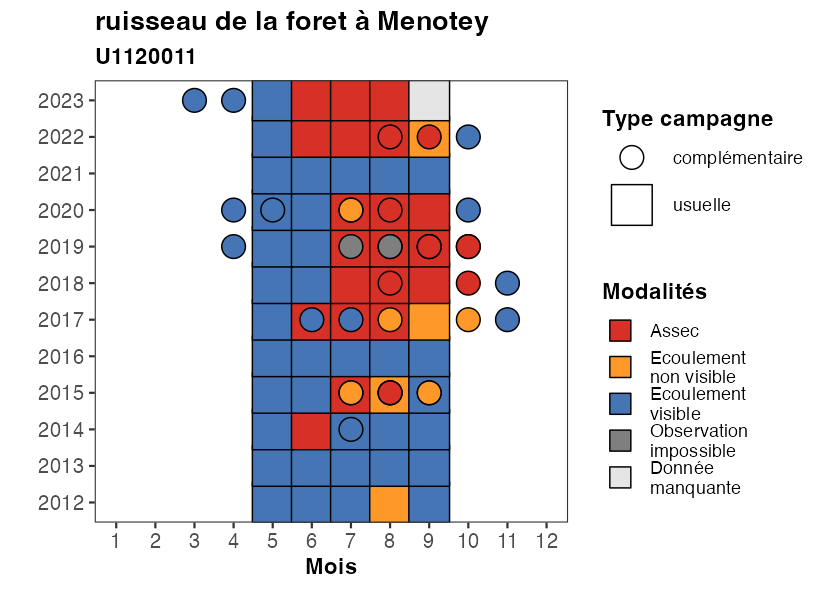 ruisseau de la foret à Menotey
U1120011
2023
2022
2021
2020
2019
2018
2017
2016
2015
2014
2013
2012
1 2 3 4 5 6 7 8 9 10 11 12
Mois
Type campagne
complémentaire
usuelle
Modalités
Assec
Ecoulement
non visible
Ecoulement
visible
Observation
impossible
Donnée
manquante